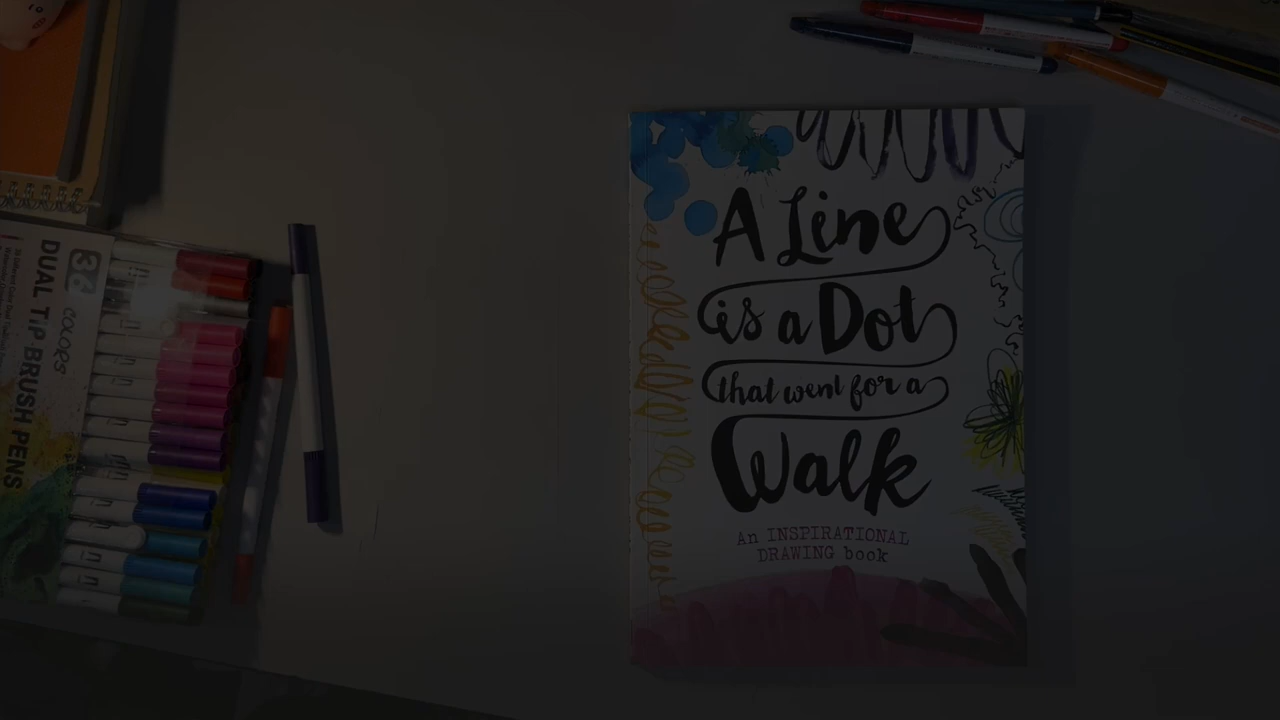 A Line
is a Dot
that went for a
Walk
An INSPIRATIONAL
DRAWING book
36 COLORS
DUAL TIP BRUSH PENS